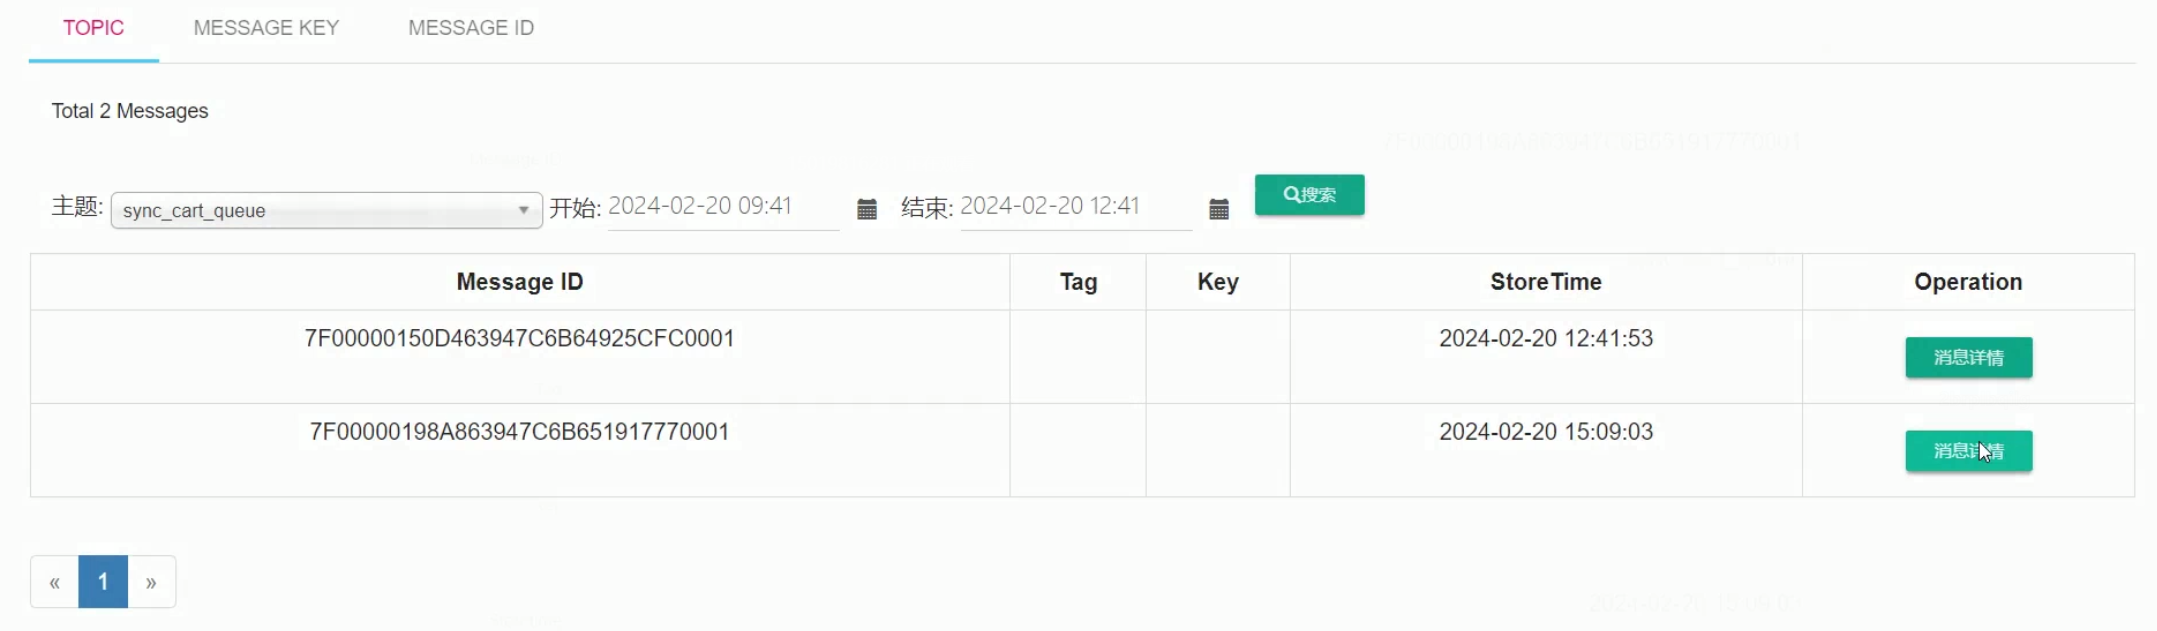 TOPIC MESSAGE KEY MESSAGE ID
Total 2 Messages
主题: sync_cart_queue 开始: 2024-02-20 09:41 结束: 2024-02-20 12:41 搜索
Message ID Tag Key StoreTime Operation
7F00000150D463947C6B64925CFC0001 2024-02-20 12:41:53 消息详情
7F00000198A863947C6B651917770001 2024-02-20 15:09:03 消息详情
« 1 »